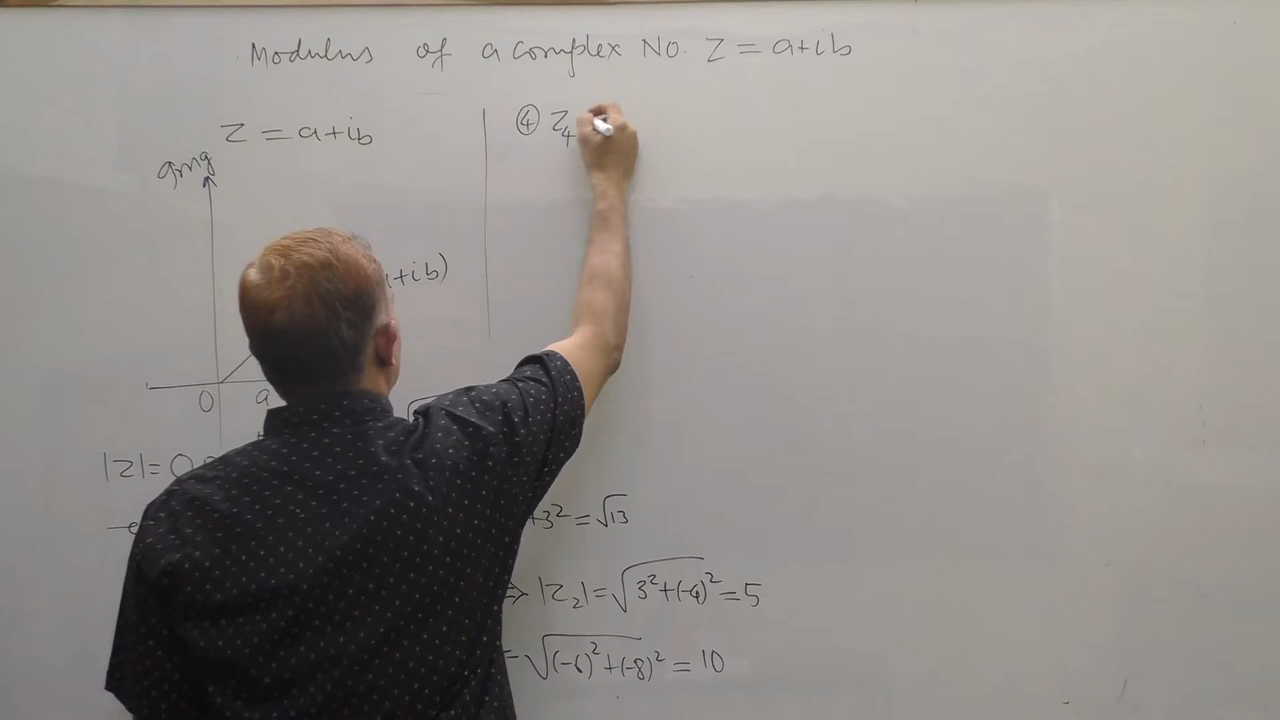 Modulus of a complex No. Z = a+ib
Z = a+ib
Img
+ib)
O a
|Z| =
④ Z₄
+3² = √13
⇒ |Z₂| = √(3²+(-4)²) = 5
= √((-6)²+(-8)²) = 10